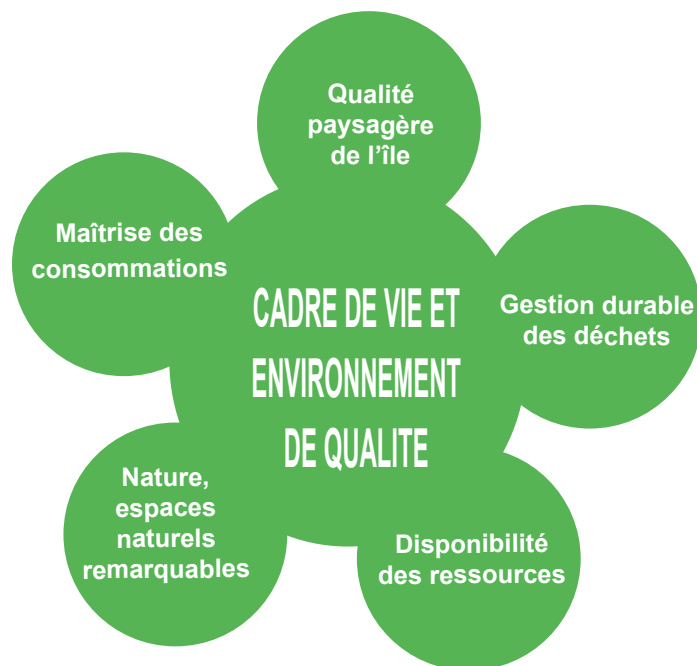 Qualité
paysagère
de l'île
Maîtrise des
consommations
CADRE DE VIE ET
ENVIRONNEMENT
DE QUALITE
Gestion durable
des déchets
Nature,
espaces
naturels
remarquables
Disponibilité
des ressources